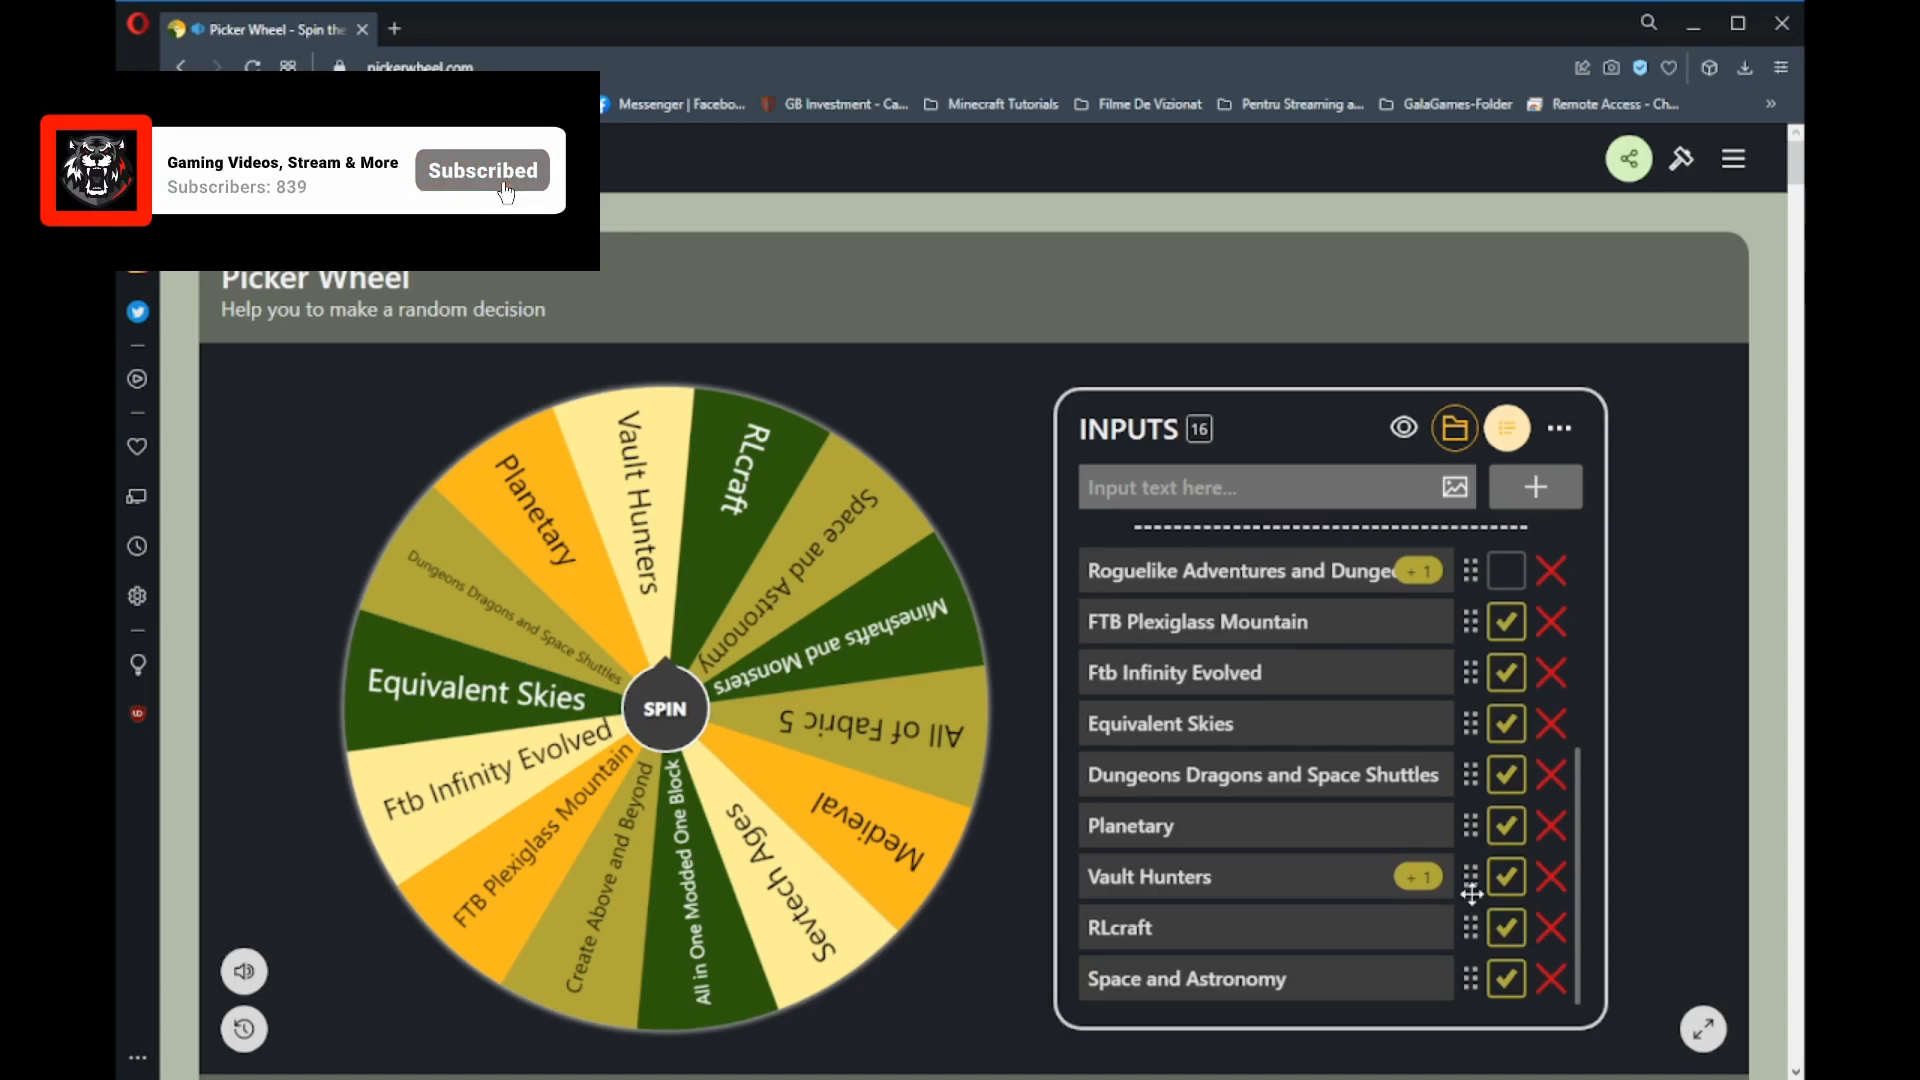 Picker Wheel - Spin the
pickerwheel.com
Messenger | Facebo...
GB Investment - Ca...
Minecraft Tutorials
Filme De Vizionat
Pentru Streaming a...
GalaGames-Folder
Remote Access - Ch...
»
Gaming Videos, Stream & More
Subscribers: 839
Subscribed
Picker Wheel
Help you to make a random decision
Vault Hunters
RLcraft
Space and Astronomy
Mineshafts and Monsters
All of Fabric 5
Medieval
Sevtech Ages
All in One Modded One Block
Create Above and Beyond
FTB Plexiglass Mountain
Ftb Infinity Evolved
Equivalent Skies
Dungeons Dragons and Space Shuttles
Planetary
SPIN
INPUTS 16
Input text here...
Roguelike Adventures and Dunge + 1
FTB Plexiglass Mountain
Ftb Infinity Evolved
Equivalent Skies
Dungeons Dragons and Space Shuttles
Planetary
Vault Hunters + 1
RLcraft
Space and Astronomy